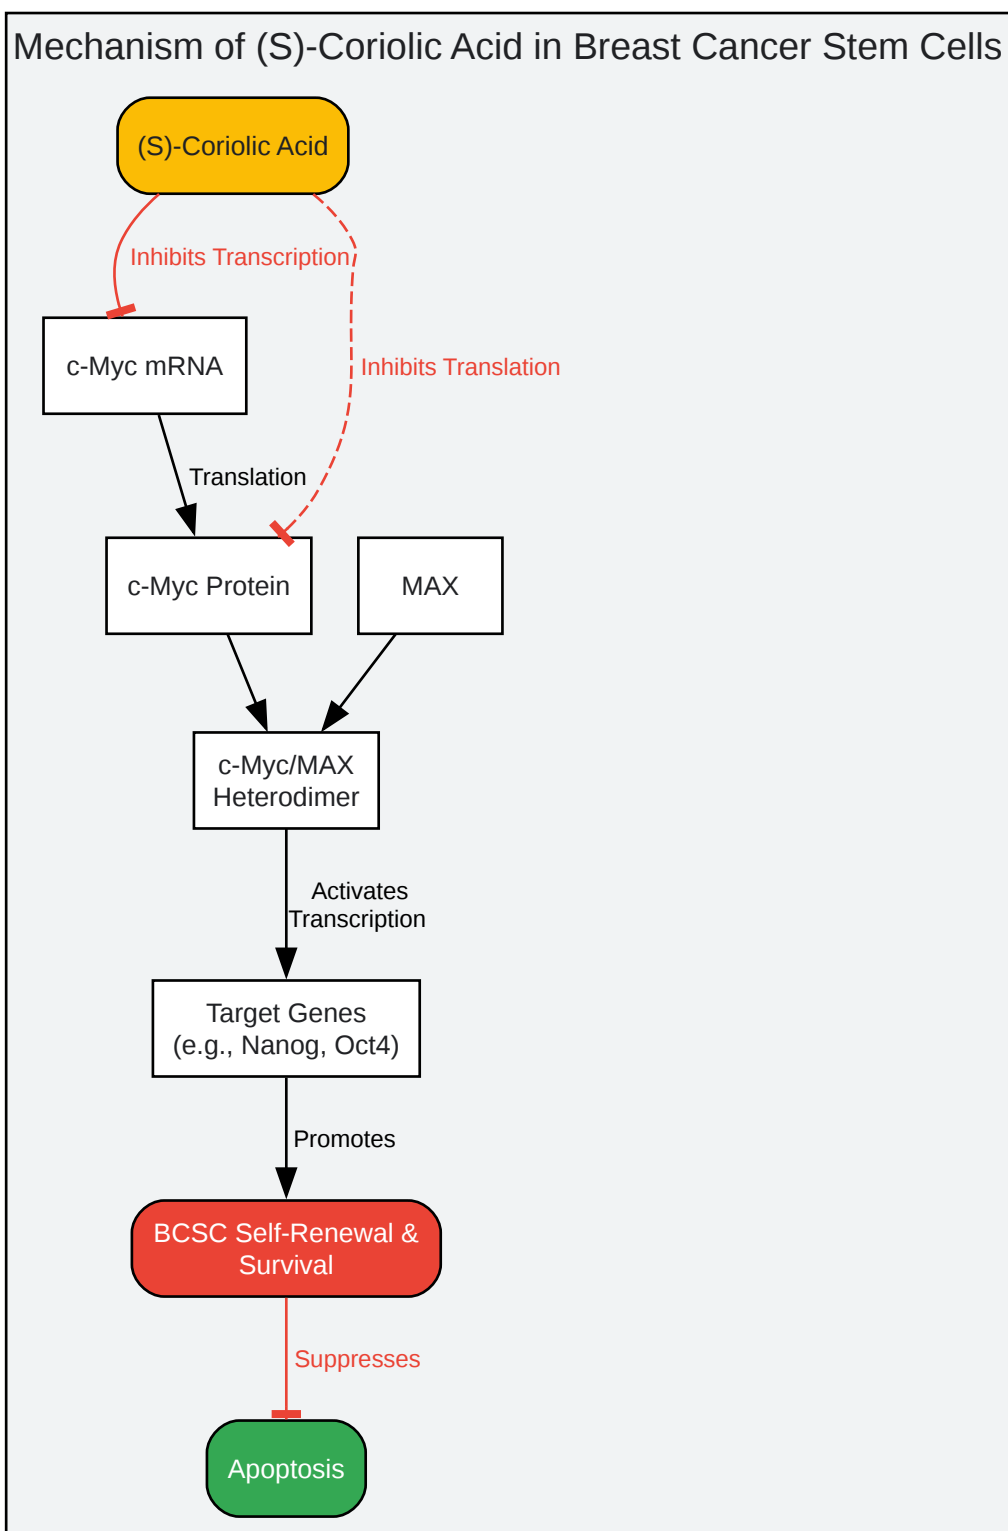 Mechanism of (S)-Coriolic Acid in Breast Cancer Stem Cells
(S)-Coriolic Acid
Inhibits Transcription
c-Myc mRNA
Inhibits Translation
Translation
c-Myc Protein
MAX
c-Myc/MAX
Heterodimer
Activates
Transcription
Target Genes
(e.g., Nanog, Oct4)
Promotes
BCSC Self-Renewal &
Survival
Suppresses
Apoptosis